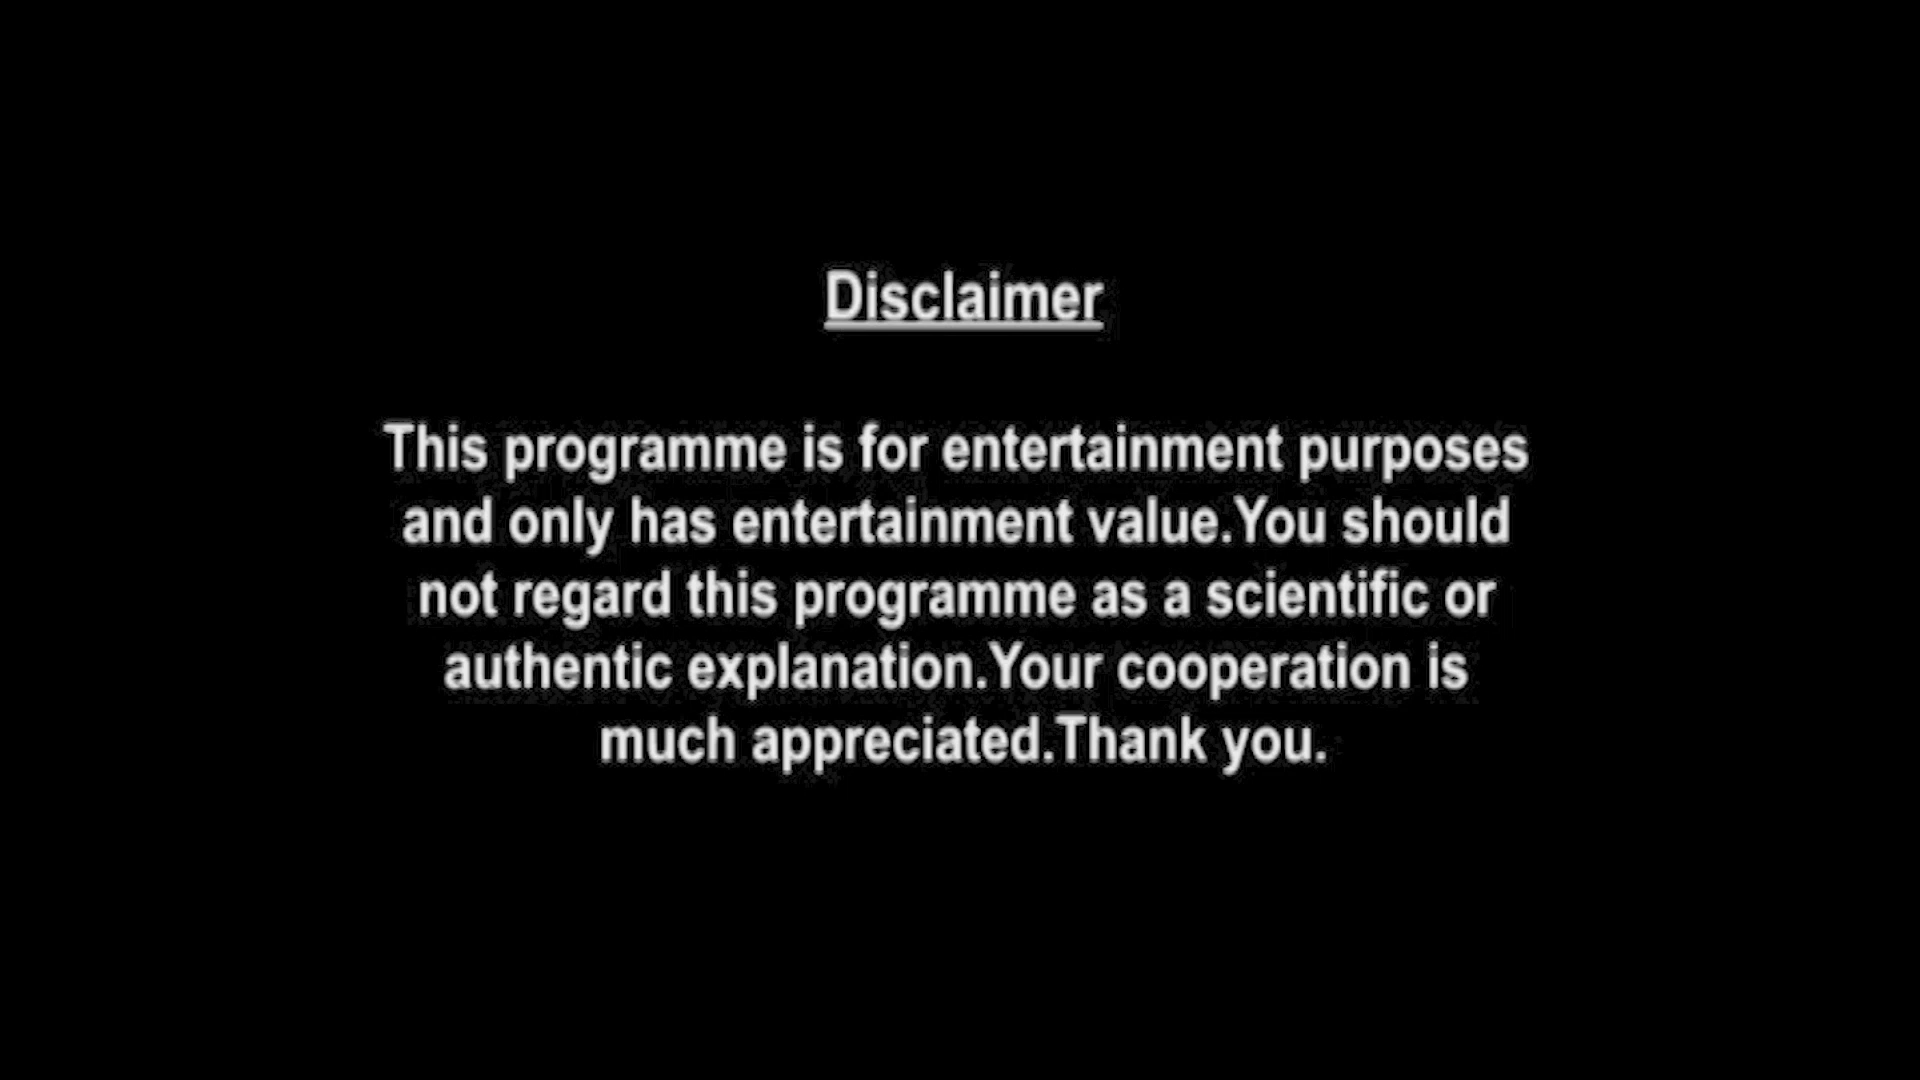 Disclaimer
This programme is for entertainment purposes
and only has entertainment value.You should
not regard this programme as a scientific or
authentic explanation.Your cooperation is
much appreciated.Thank you.